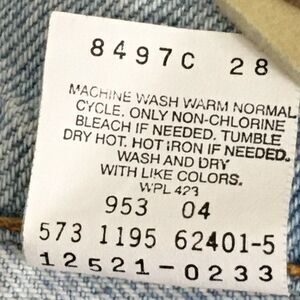 8497C 28
MACHINE WASH WARM NORMAL
CYCLE. ONLY NON-CHLORINE
BLEACH IF NEEDED. TUMBLE
DRY HOT. HOT IRON IF NEEDED.
WASH AND DRY
WITH LIKE COLORS.
WPL 423
953 04
573 1195 62401-5
12521-0233